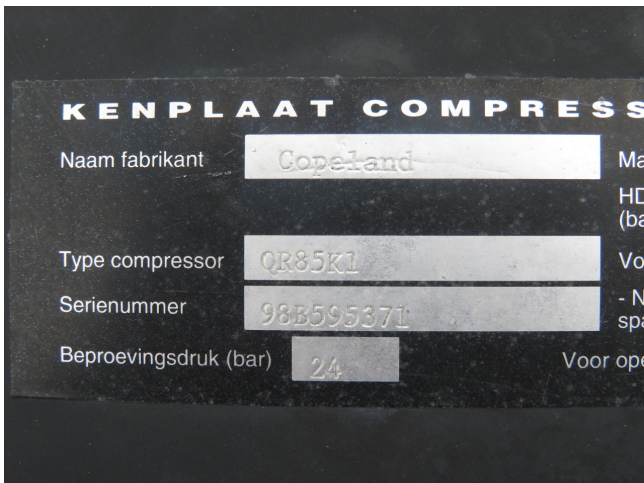 KENPLAAT COMPRESS
Naam fabrikant Copeland Ma
HD
(ba
Type compressor QR85K1 Vo
Serienummer 98B595371 - N
spa
Beproevingsdruk (bar) 24 Voor ope